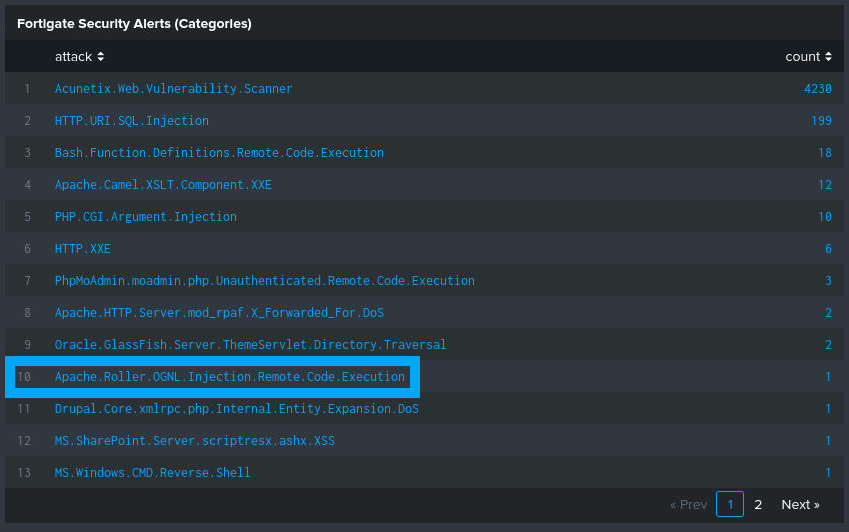 Fortigate Security Alerts (Categories)
attack count
1 Acunetix.Web.Vulnerability.Scanner 4230
2 HTTP.URI.SQL.Injection 199
3 Bash.Function.Definitions.Remote.Code.Execution 18
4 Apache.Camel.XSLT.Component.XXE 12
5 PHP.CGI.Argument.Injection 10
6 HTTP.XXE 6
7 PhpMoAdmin.moadmin.php.Unauthenticated.Remote.Code.Execution 3
8 Apache.HTTP.Server.mod_rpaf.X_Forwarded_For.DoS 2
9 Oracle.GlassFish.Server.ThemeServlet.Directory.Traversal 2
10 Apache.Roller.OGNL.Injection.Remote.Code.Execution 1
11 Drupal.Core.xmlrpc.php.Internal.Entity.Expansion.DoS 1
12 MS.SharePoint.Server.scriptresx.ashx.XSS 1
13 MS.Windows.CMD.Reverse.Shell 1
« Prev 1 2 Next »